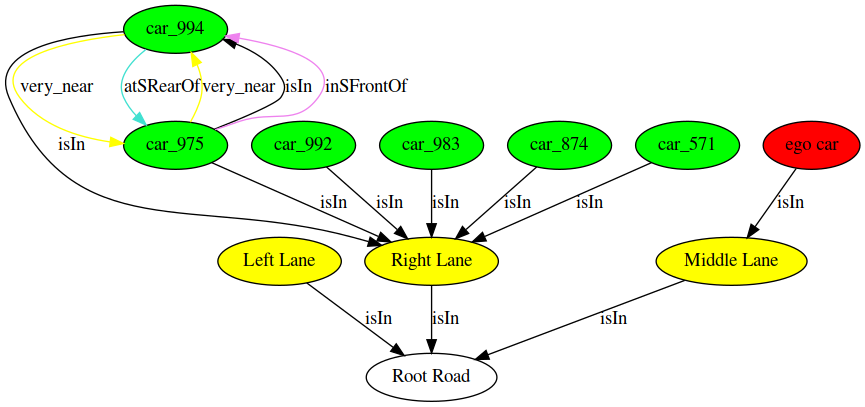 car_994
very_near atSRearOf very_near isIn inSFrontOf
isIn car_975 car_992 car_983 car_874 car_571 ego car
isIn isIn isIn isIn isIn isIn
Left Lane Right Lane Middle Lane
isIn isIn isIn
Root Road